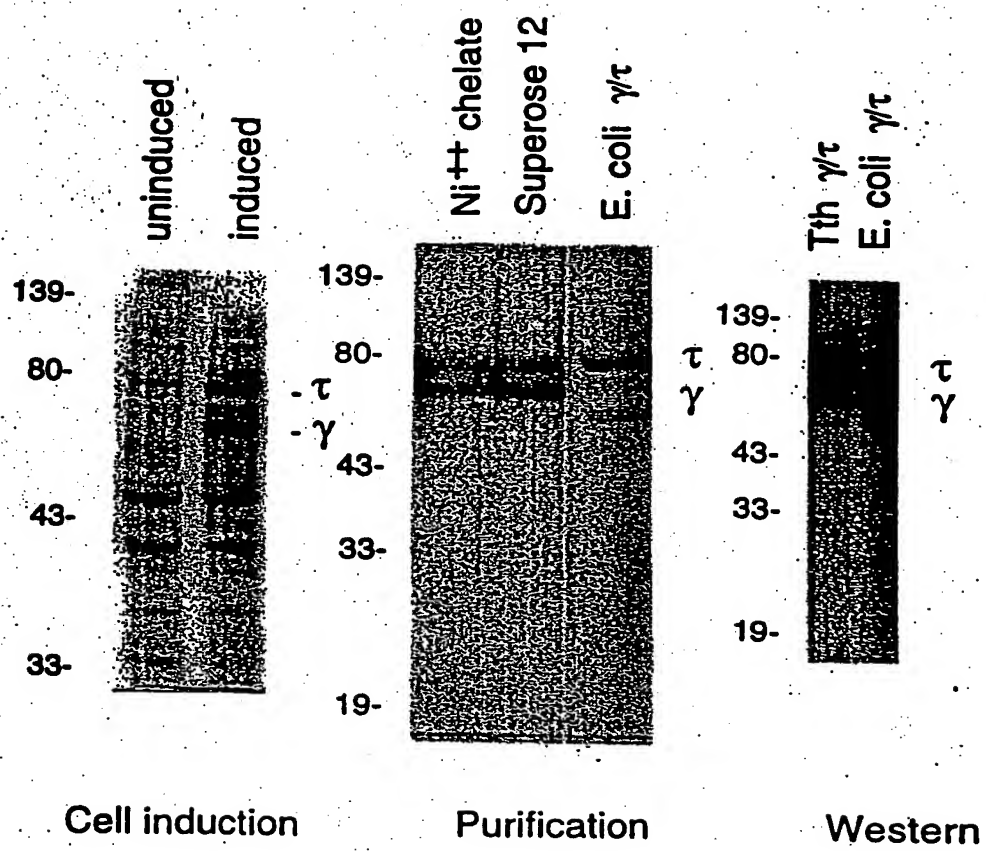 uninduced
induced
139-
80-
43-
33-
- τ
- γ
Cell induction
Ni++ chelate
Superose 12
E. coli γ/τ
139-
80-
43-
33-
19-
τ
γ
Purification
Tth γ/τ
E. coli γ/τ
139-
80-
43-
33-
19-
τ
γ
Western